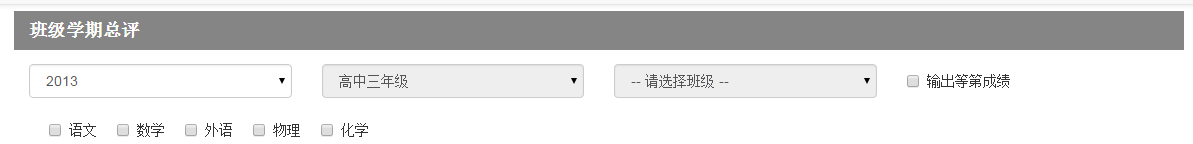 班级学期总评
2013 高中三年级 -- 请选择班级 -- 输出等第成绩
语文 数学 外语 物理 化学